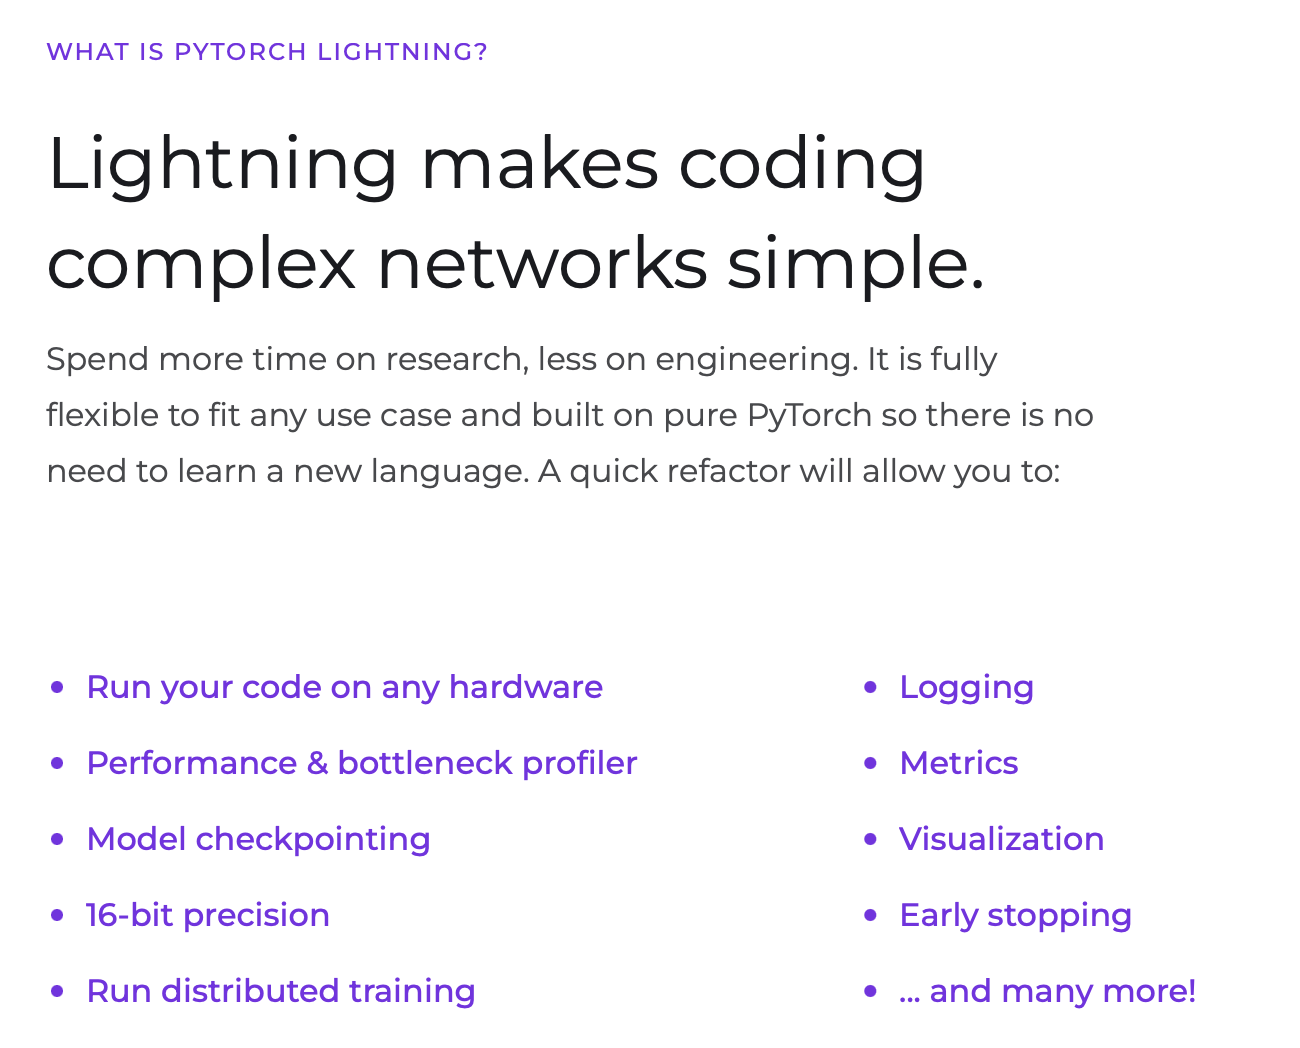 WHAT IS PYTORCH LIGHTNING?
Lightning makes coding
complex networks simple.
Spend more time on research, less on engineering. It is fully
flexible to fit any use case and built on pure PyTorch so there is no
need to learn a new language. A quick refactor will allow you to:
• Run your code on any hardware
• Performance & bottleneck profiler
• Model checkpointing
• 16-bit precision
• Run distributed training
• Logging
• Metrics
• Visualization
• Early stopping
• ... and many more!